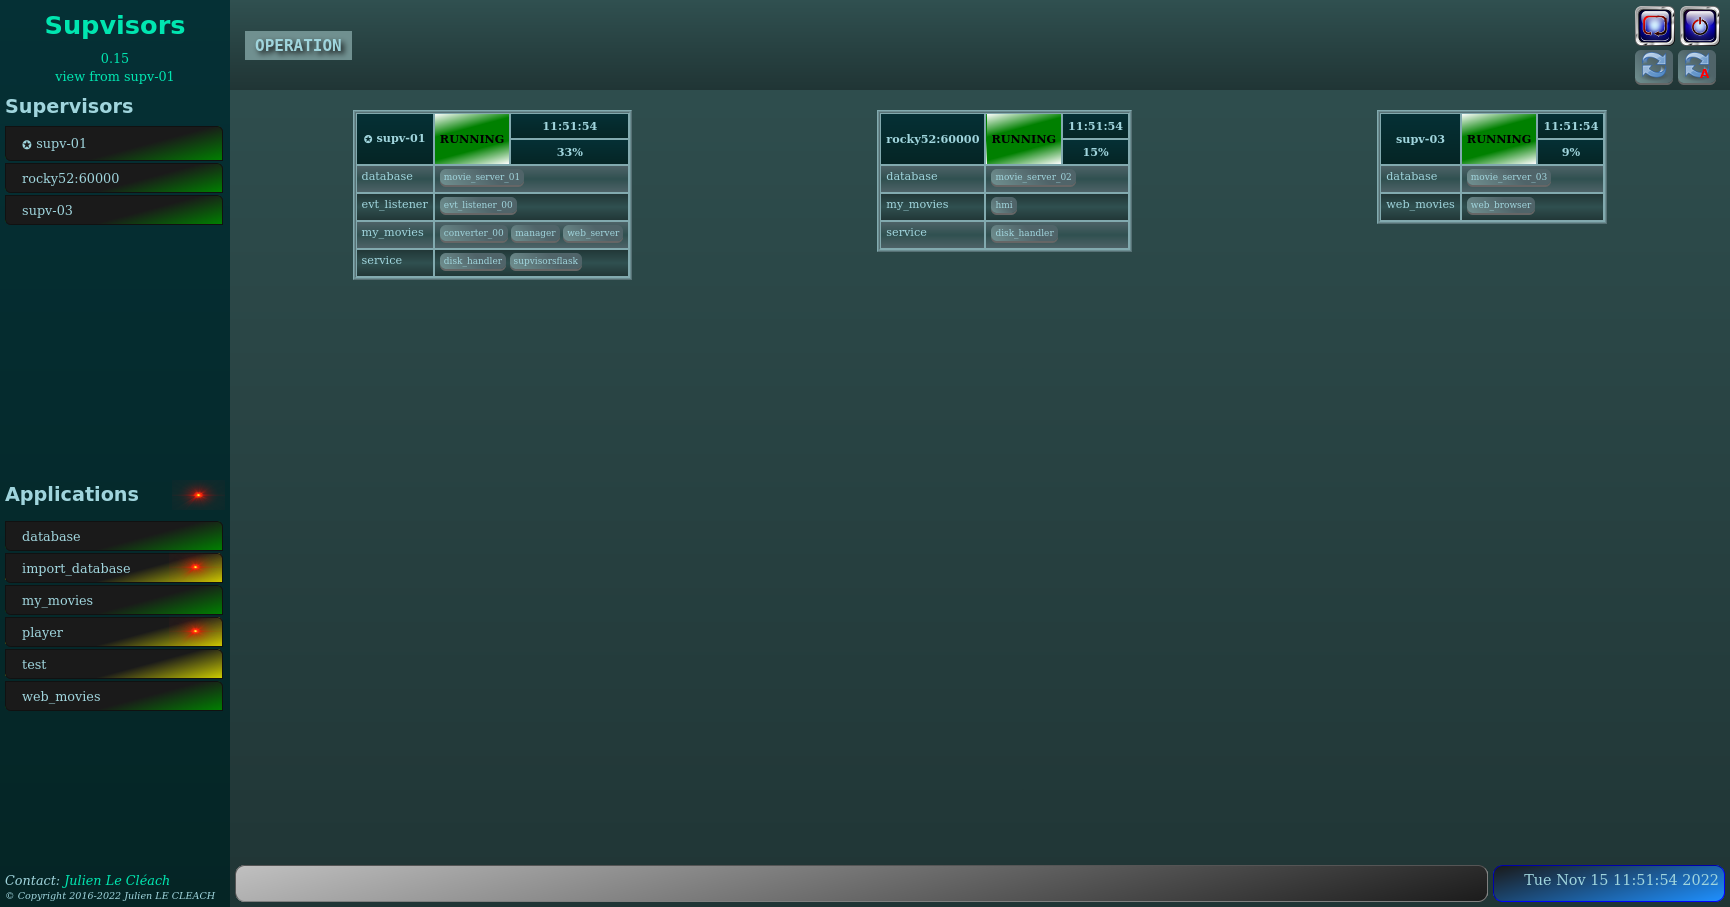 Supvisors
0.15
view from supv-01
Supervisors
✪ supv-01
rocky52:60000
supv-03
Applications
database
import_database
my_movies
player
test
web_movies
Contact: Julien Le Cléach
© Copyright 2016-2022 Julien LE CLEACH
OPERATION
✪ supv-01 RUNNING 11:51:54
33%
database movie_server_01
evt_listener evt_listener_00
my_movies converter_00 manager web_server
service disk_handler supvisorsflask
rocky52:60000 RUNNING 11:51:54
15%
database movie_server_02
my_movies hmi
service disk_handler
supv-03 RUNNING 11:51:54
9%
database movie_server_03
web_movies web_browser
A
Tue Nov 15 11:51:54 2022